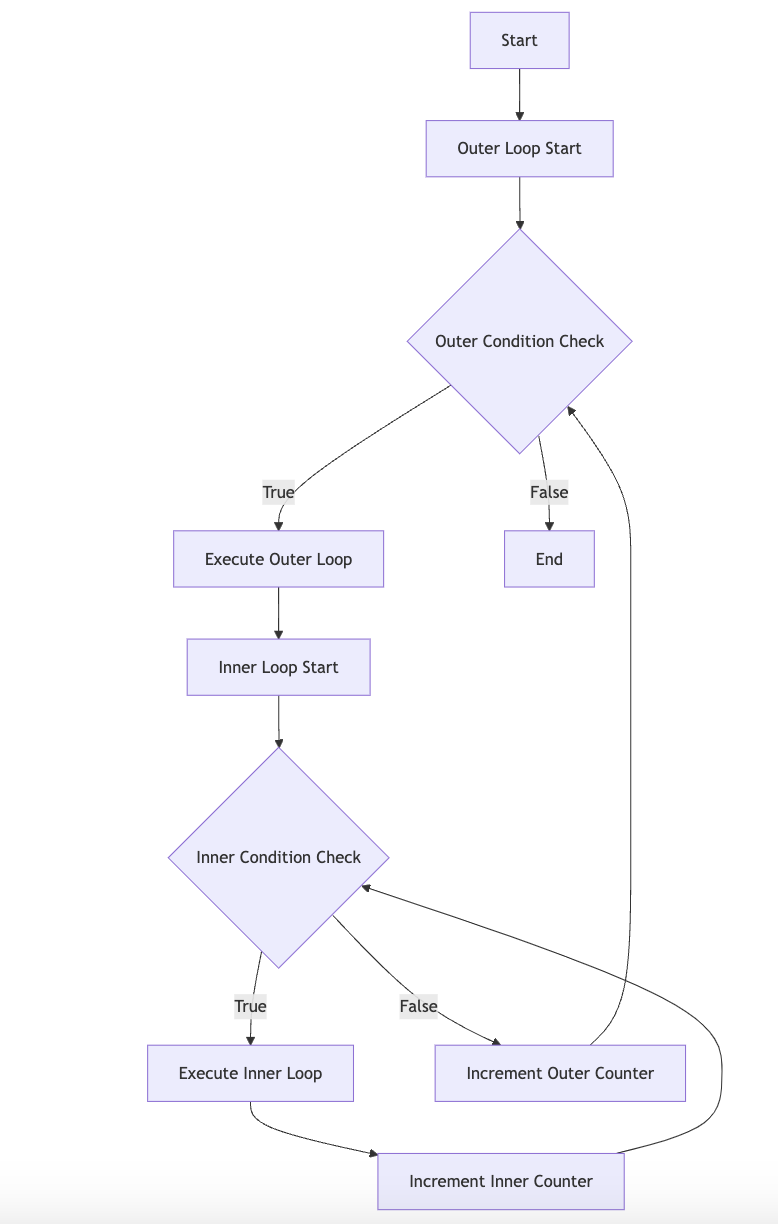 Start
Outer Loop Start
Outer Condition Check
True
False
Execute Outer Loop
End
Inner Loop Start
Inner Condition Check
True
False
Execute Inner Loop
Increment Outer Counter
Increment Inner Counter